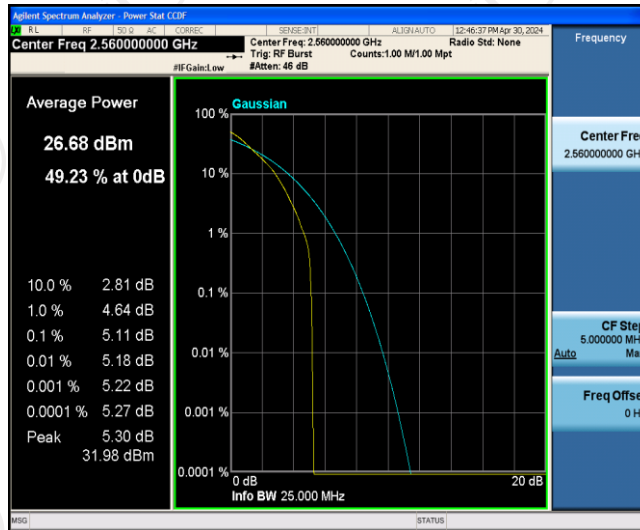 Agilent Spectrum Analyzer - Power Stat CCDF
RL RF 50 Ω AC CORREC SENSE:INT ALIGN AUTO 12:46:37 PM Apr 30, 2024
Center Freq 2.560000000 GHz
Center Freq: 2.560000000 GHz Radio Std: None
Trig: RF Burst Counts:1.00 M/1.00 Mpt
#IFGain:Low #Atten: 46 dB
Frequency
Average Power
26.68 dBm
49.23 % at 0dB
10.0 % 2.81 dB
1.0 % 4.64 dB
0.1 % 5.11 dB
0.01 % 5.18 dB
0.001 % 5.22 dB
0.0001 % 5.27 dB
Peak 5.30 dB
31.98 dBm
Gaussian
100 %
10 %
1 %
0.1 %
0.01 %
0.001 %
0.0001 %
0 dB 20 dB
Info BW 25.000 MHz
Center Fre
2.560000000 GH
CF Step
5.000000 MH
Auto Ma
Freq Offse
0 H
MSG STATUS